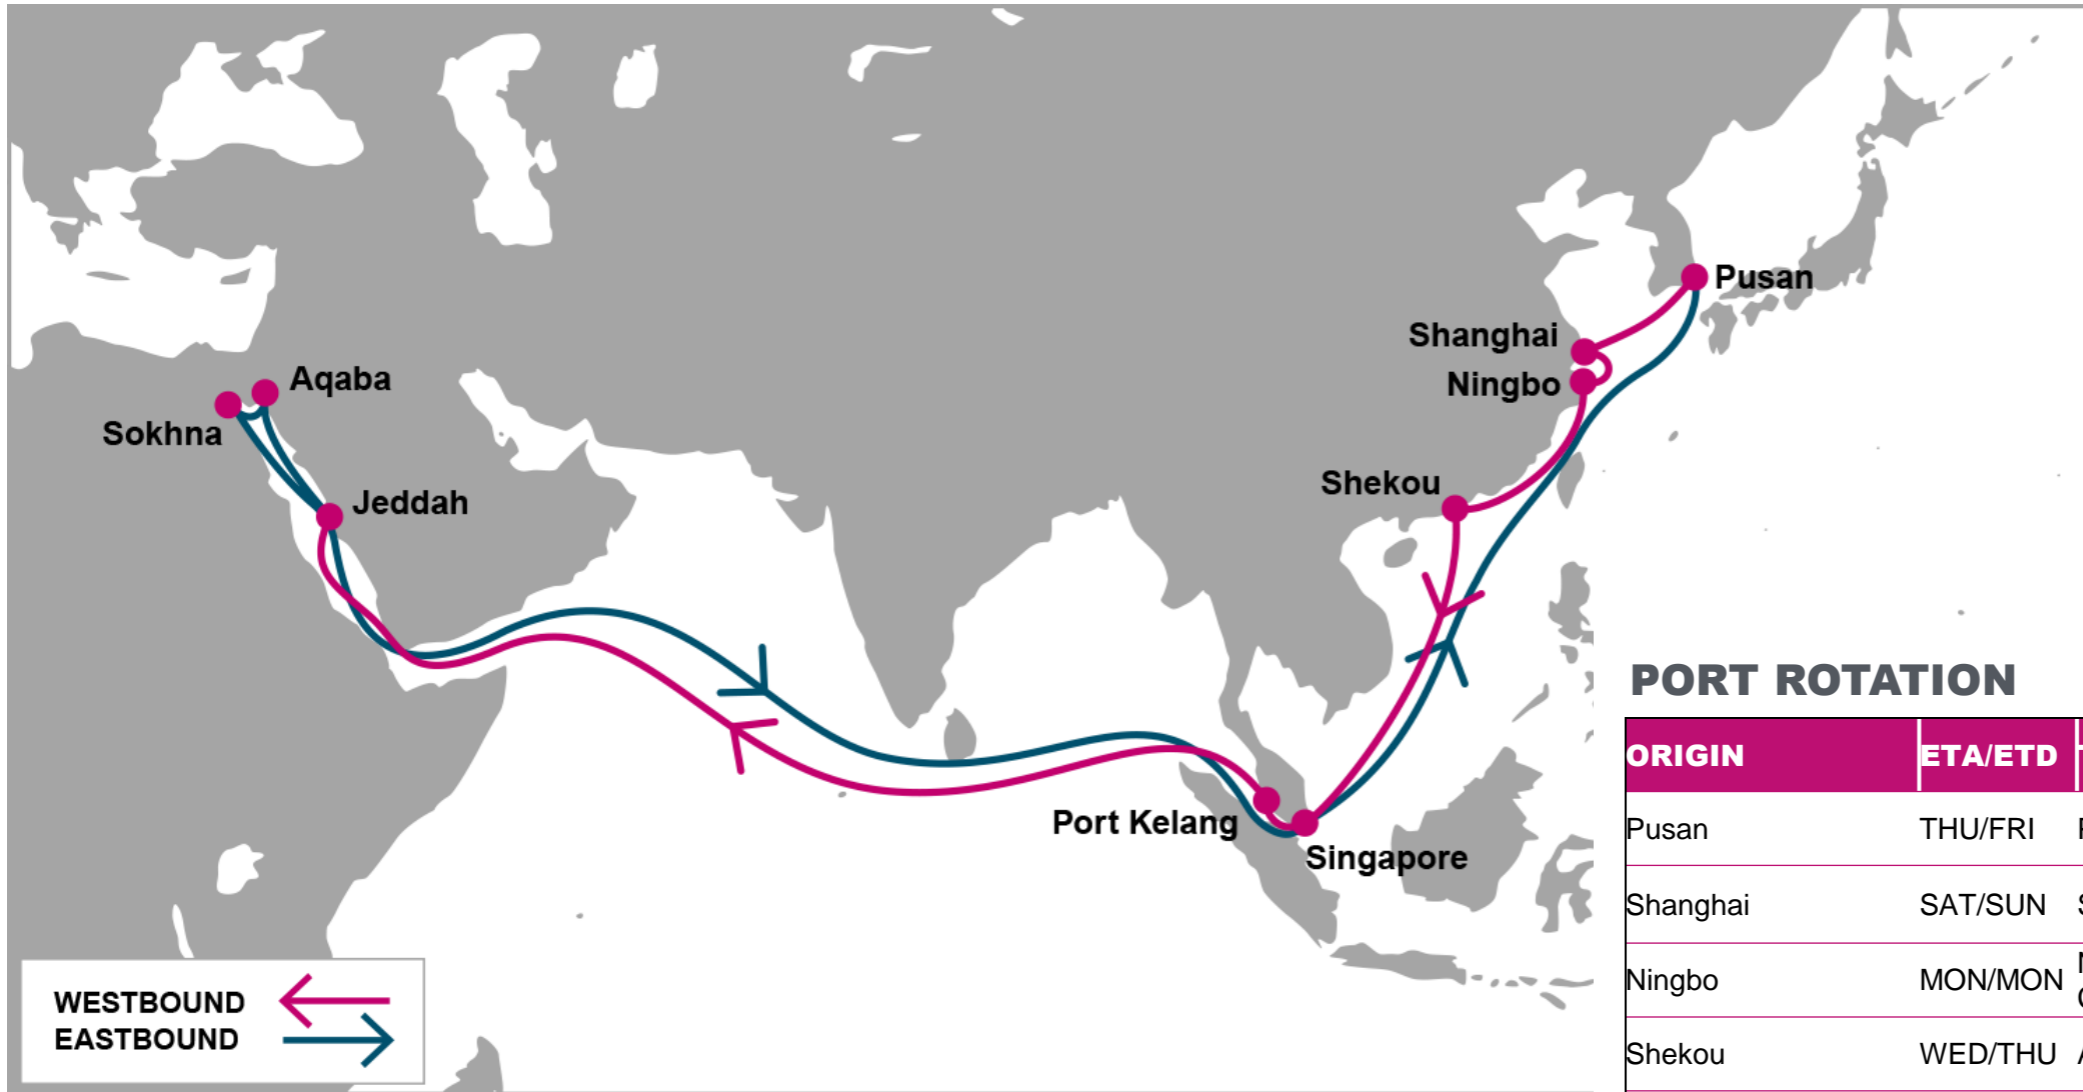 Pusan
Shanghai
Ningbo
Aqaba
Sokhna
Shekou
Jeddah
Port Kelang
Singapore
WESTBOUND
EASTBOUND
PORT ROTATION
ORIGIN ETA/ETD
Pusan THU/FRI
Shanghai SAT/SUN
Ningbo MON/MON
Shekou WED/THU